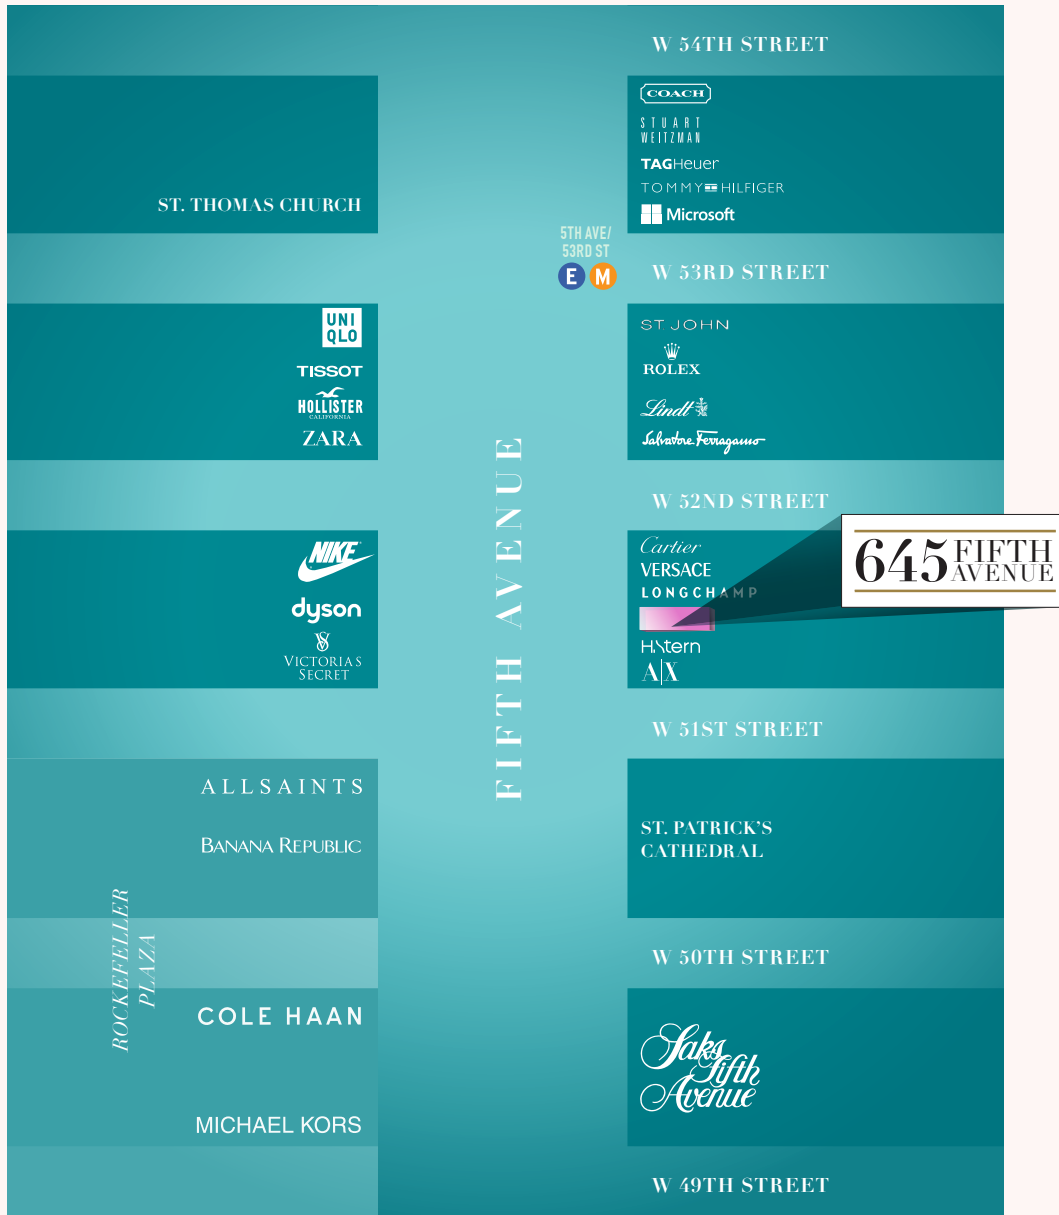 W 54TH STREET
COACH
STUART
WEITZMAN
TAGHeuer
TOMMY HILFIGER
Microsoft
ST. THOMAS CHURCH
5TH AVE/
53RD ST
E M
W 53RD STREET
UNI
QLO
TISSOT
HOLLISTER
CALIFORNIA
ZARA
ST JOHN
ROLEX
Lindt
Salvatore Ferragamo
FIFTH AVENUE
W 52ND STREET
NIKE
dyson
VS
VICTORIA'S
SECRET
Cartier
VERSACE
LONGCHAMP
H.Stern
A|X
645 FIFTH
AVENUE
W 51ST STREET
ALLSAINTS
BANANA REPUBLIC
ST. PATRICK'S
CATHEDRAL
ROCKEFELLER
PLAZA
W 50TH STREET
COLE HAAN
MICHAEL KORS
Saks
Fifth
Avenue
W 49TH STREET